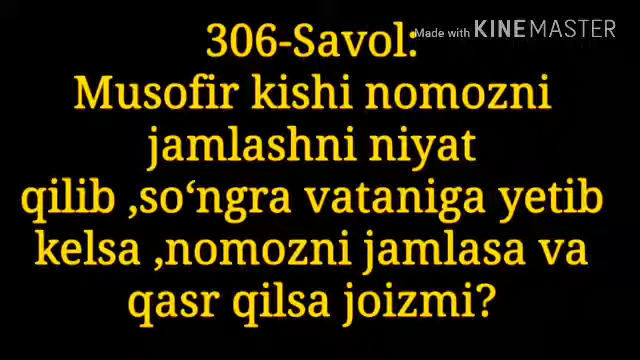 306-Savol:
Made with KINEMASTER
Musofir kishi nomozni
jamlashni niyat
qilib ,so‘ngra vataniga yetib
kelsa ,nomozni jamlasa va
qasr qilsa joizmi?